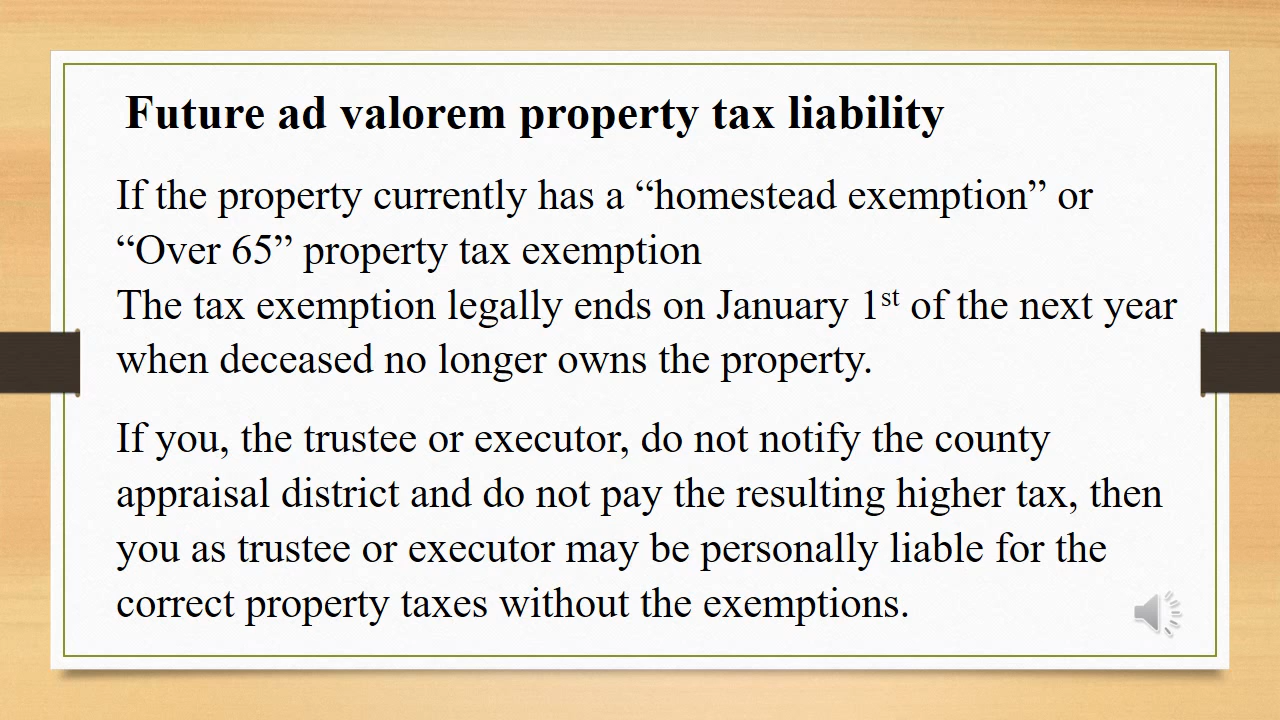 Future ad valorem property tax liability
If the property currently has a “homestead exemption” or
“Over 65” property tax exemption
The tax exemption legally ends on January 1st of the next year
when deceased no longer owns the property.
If you, the trustee or executor, do not notify the county
appraisal district and do not pay the resulting higher tax, then
you as trustee or executor may be personally liable for the
correct property taxes without the exemptions.